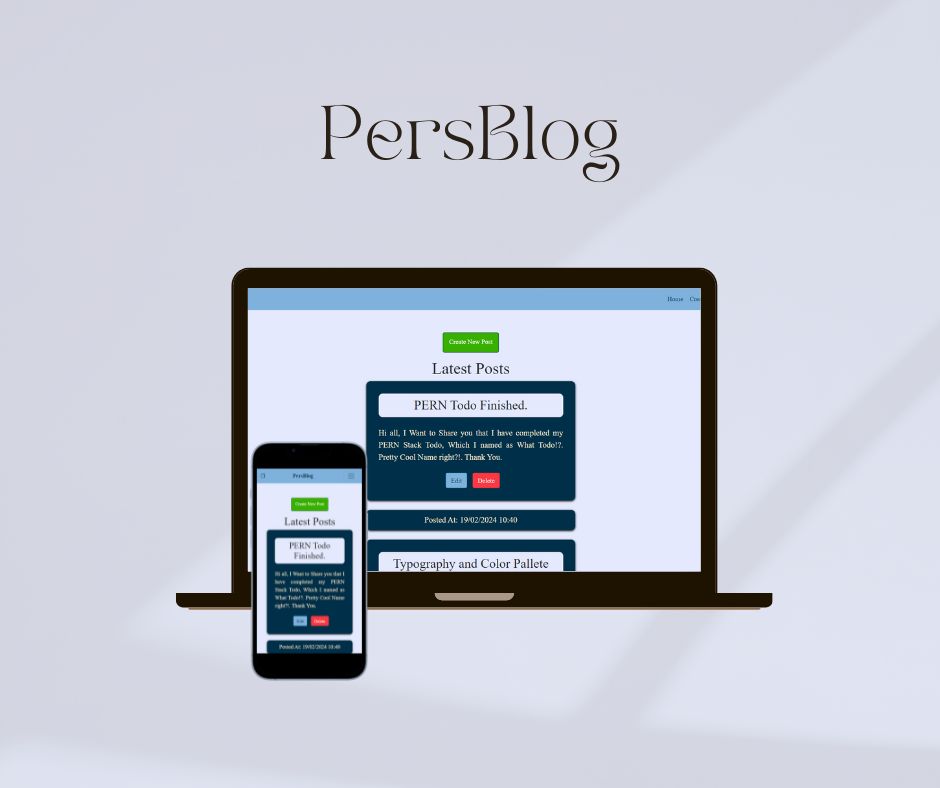 PersBlog
Home
Create New Post
Latest Posts
PERN Todo Finished.
Hi all, I Want to Share you that I have completed my
PERN Stack Todo, Which I named as What Todo!?.
Pretty Cool Name right?!. Thank You.
Edit Delete
Posted At: 19/02/2024 10:40
Typography and Color Pallete
PersBlog
Create New Post
Latest Posts
PERN Todo
Finished.
Hi all, I Want to Share you that I
have completed my PERN
Stack Todo, Which I named as
What Todo!?. Pretty Cool Name
right?!. Thank You.
Edit Delete
Posted At: 19/02/2024 10:40